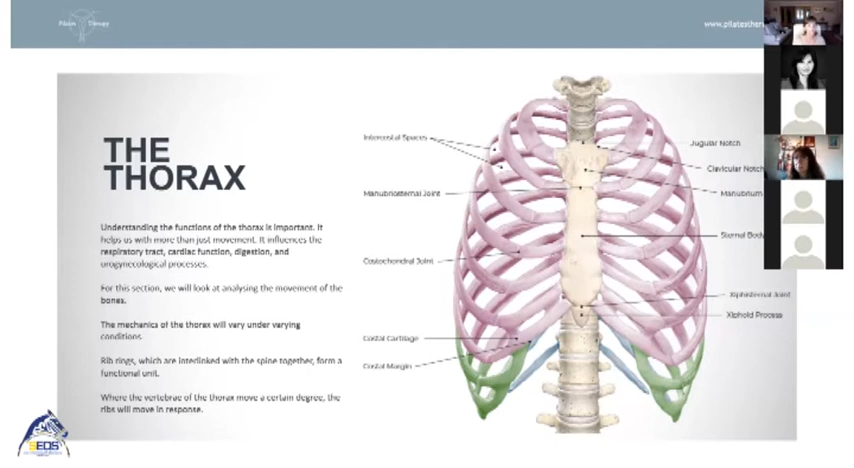 Pilates Therapy
www.pilatesther
THE
THORAX
Understanding the functions of the thorax is important. It
helps us with more than just movement. It influences the
respiratory tract, cardiac function, digestion, and
urogynecological processes.
For this section, we will look at analysing the movement of the
bones.
The mechanics of the thorax will vary under varying
conditions.
Rib rings, which are interlinked with the spine together, form a
functional unit.
Where the vertebrae of the thorax move a certain degree, the
ribs will move in response.
Intercostal Spaces
Manubriosternal Joint
Costochondral Joint
Costal Cartilage
Costal Margin
Jugular Notch
Clavicular Notch
Manubrium
Sternal Body
Xiphisternal Joint
Xiphoid Process
SEDS